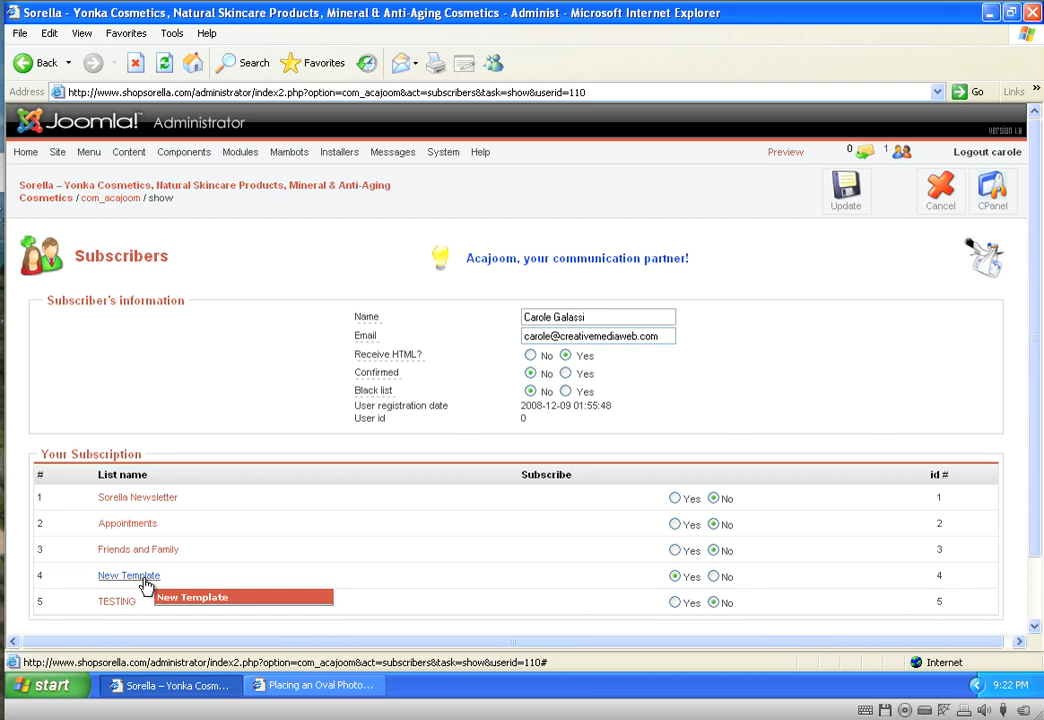 Sorella - Yonka Cosmetics, Natural Skincare Products, Mineral & Anti-Aging Cosmetics - Administ - Microsoft Internet Explorer
File Edit View Favorites Tools Help
Back Search Favorites
Address http://www.shopsorella.com/administrator/index2.php?option=com_acajoom&act=subscribers&task=show&userid=110 Go Links »
Joomla! Administrator
version 1.0
Home Site Menu Content Components Modules Mambots Installers Messages System Help Preview 0 1 Logout carole
Sorella – Yonka Cosmetics, Natural Skincare Products, Mineral & Anti-Aging
Cosmetics / com_acajoom / show
Update Cancel CPanel
Subscribers Acajoom, your communication partner!
Subscriber's information
Name Carole Galassi
Email carole@creativemediaweb.com
Receive HTML? No Yes
Confirmed No Yes
Black list No Yes
User registration date 2008-12-09 01:55:48
User id 0
Your Subscription
# List name Subscribe id #
1 Sorella Newsletter Yes No 1
2 Appointments Yes No 2
3 Friends and Family Yes No 3
4 New Template Yes No 4
New Template
5 TESTING Yes No 5
http://www.shopsorella.com/administrator/index2.php?option=com_acajoom&act=subscribers&task=show&userid=110# Internet
start Sorella – Yonka Cosm... Placing an Oval Photo... 9:22 PM